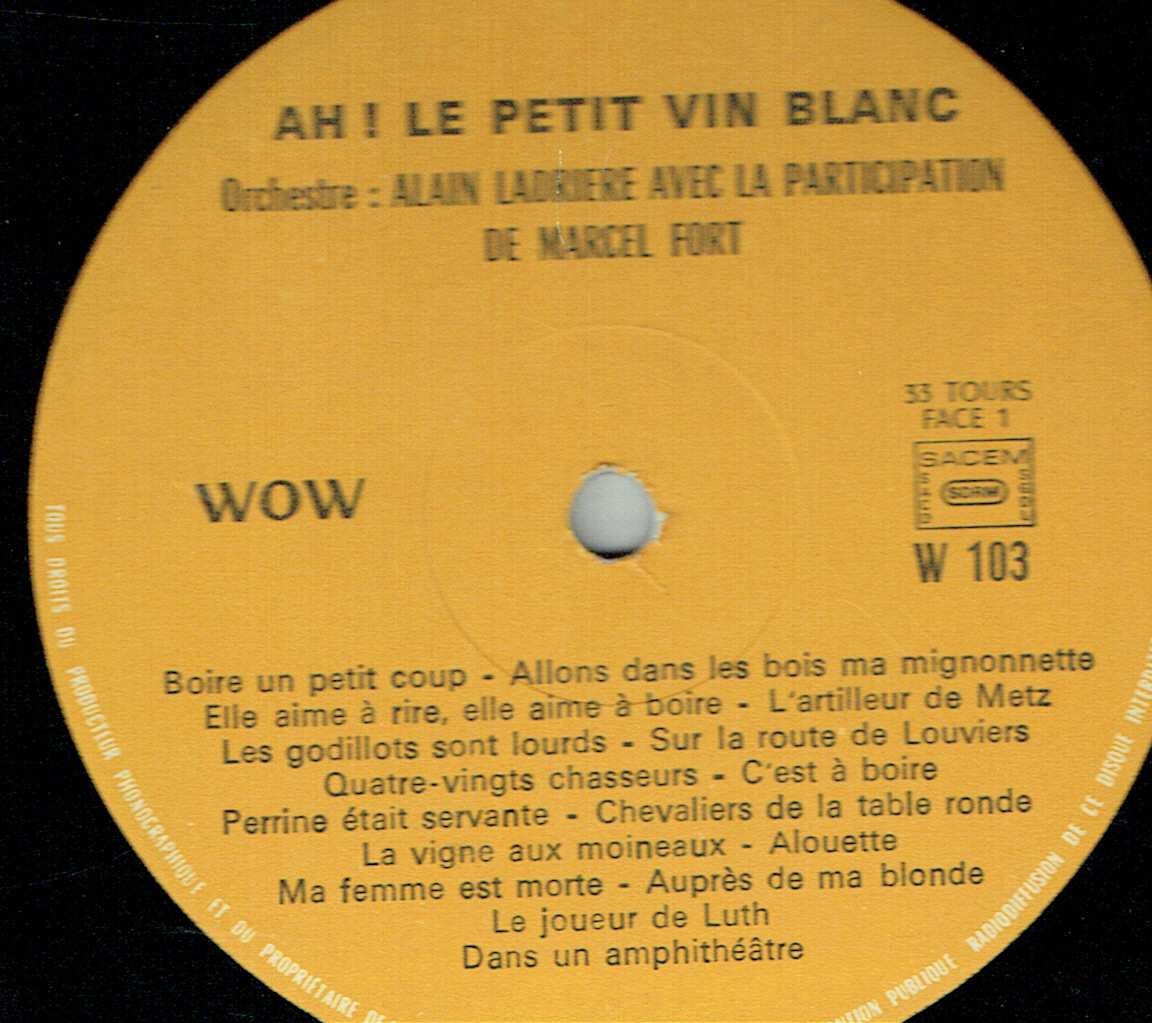 AH ! LE PETIT VIN BLANC
Orchestre : ALAIN LADRIERE AVEC LA PARTICIPATION
DE MARCEL FORT
33 TOURS
FACE 1
SACEM
SACD
SDRM
SGDL
WOW
W 103
Boire un petit coup - Allons dans les bois ma mignonnette
Elle aime à rire, elle aime à boire - L'artilleur de Metz
Les godillots sont lourds - Sur la route de Louviers
Quatre-vingts chasseurs - C'est à boire
Perrine était servante - Chevaliers de la table ronde
La vigne aux moineaux - Alouette
Ma femme est morte - Auprès de ma blonde
Le joueur de Luth
Dans un amphithéâtre
TOUS DROITS DU PRODUCTEUR PHONOGRAPHIQUE ET DU PROPRIETAIRE DE
PUBLIQUE RADIODIFFUSION DE CE DISQUE